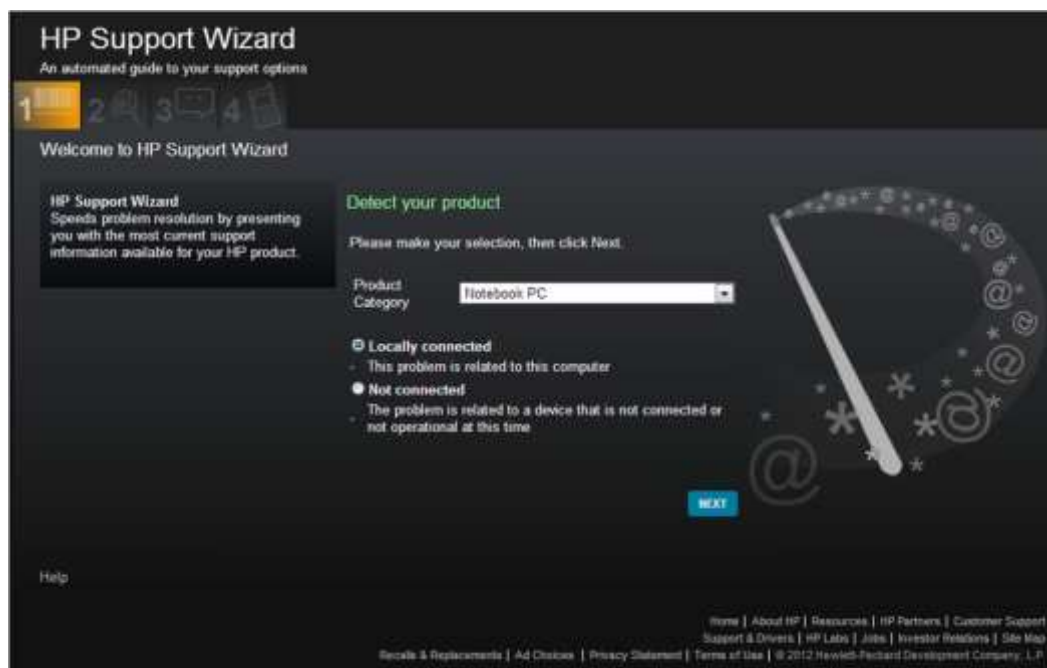 HP Support Wizard
An automated guide to your support options
1 2 3 4
Welcome to HP Support Wizard
HP Support Wizard
Speeds problem resolution by presenting
you with the most current support
information available for your HP product.
Detect your product
Please make your selection, then click Next.
Product
Category
Notebook PC
Locally connected
This problem is related to this computer
Not connected
The problem is related to a device that is not connected or
not operational at this time
NEXT
Help
Home | About HP | Resources | HP Partners | Customer Support
Support & Drivers | HP Labs | Jobs | Investor Relations | Site Map
Recalls & Replacements | Ad Choices | Privacy Statement | Terms of Use | © 2012 Hewlett-Packard Development Company, L.P.